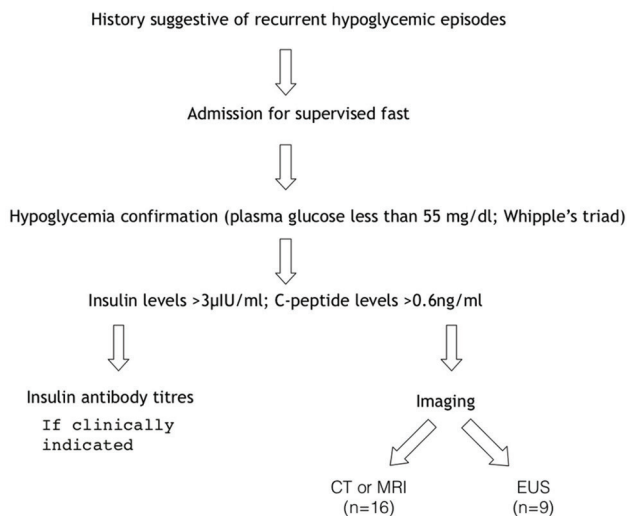 History suggestive of recurrent hypoglycemic episodes
Admission for supervised fast
Hypoglycemia confirmation (plasma glucose less than 55 mg/dl; Whipple's triad)
Insulin levels >3µIU/ml; C-peptide levels >0.6ng/ml
Insulin antibody titres
If clinically
indicated
Imaging
CT or MRI
(n=16)
EUS
(n=9)